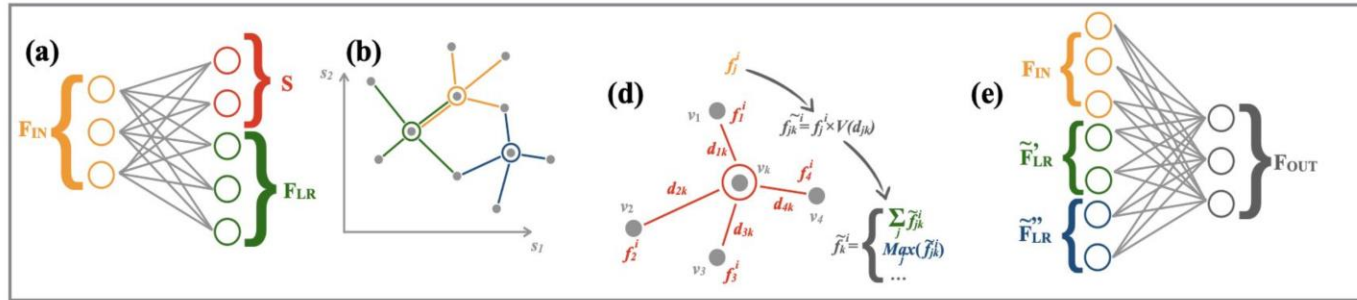 (a)
F_IN
S
F_LR
(b)
s_2
s_1
(d)
f_j^i
f̃_jk^i = f_j^i × V(d_jk)
v_1
f_1^i
d_1k
v_k
f_4^i
d_2k
d_4k
v_4
v_2
f_2^i
d_3k
v_3
f_3^i
f̃_k^i = {
Σ_j f̃_jk^i
Max_j(f̃_jk^i)
...
(e)
F_IN
F̃_LR'
F̃_LR''
F_OUT